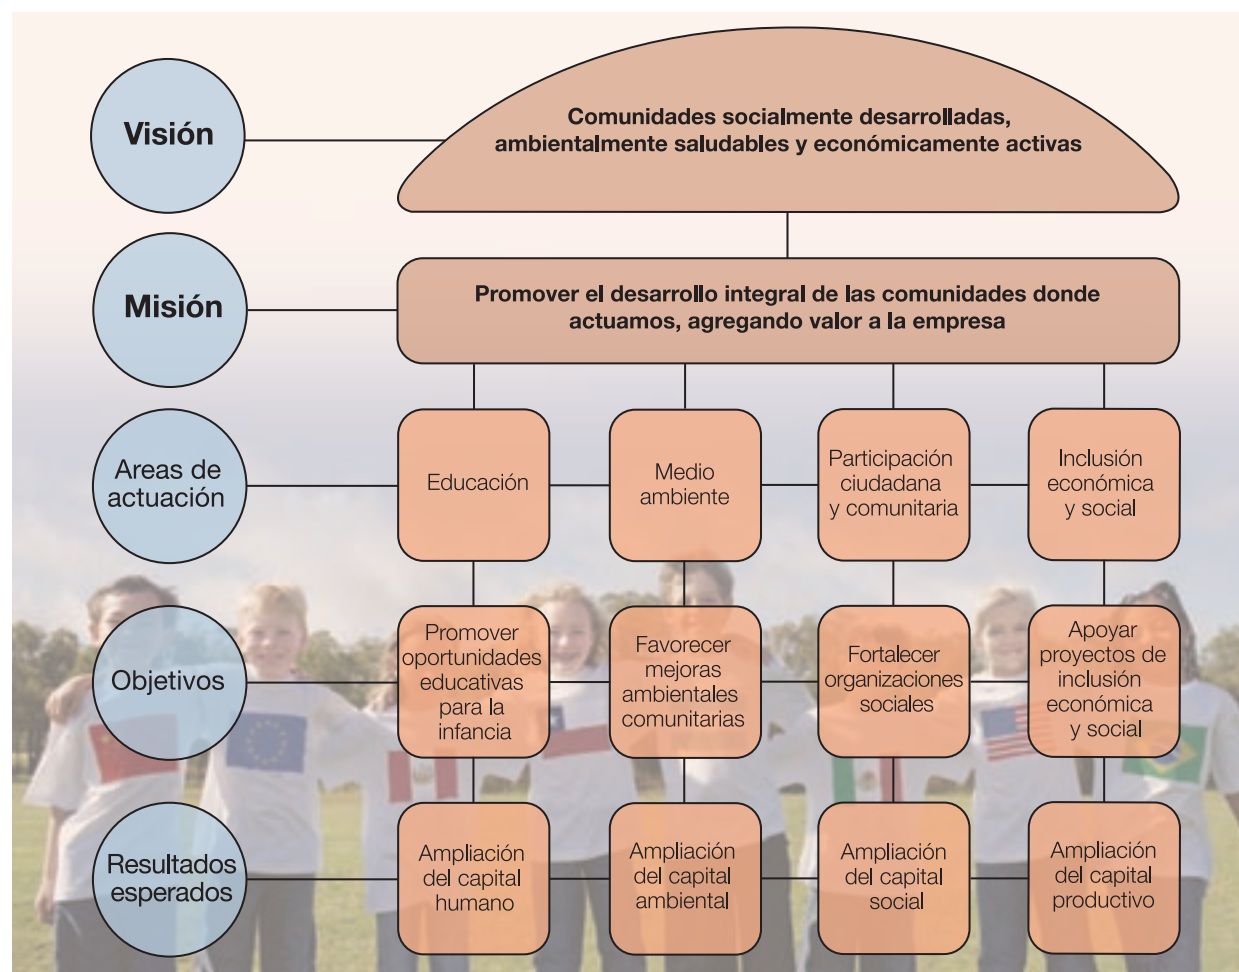 Visión
Comunidades socialmente desarrolladas,
ambientalmente saludables y económicamente activas
Misión
Promover el desarrollo integral de las comunidades donde
actuamos, agregando valor a la empresa
Areas de
actuación
Educación
Medio
ambiente
Participación
ciudadana
y comunitaria
Inclusión
económica
y social
Objetivos
Promover
oportunidades
educativas
para la
infancia
Favorecer
mejoras
ambientales
comunitarias
Fortalecer
organizaciones
sociales
Apoyar
proyectos de
inclusión
económica
y social
Resultados
esperados
Ampliación
del capital
humano
Ampliación
del capital
ambiental
Ampliación
del capital
social
Ampliación
del capital
productivo